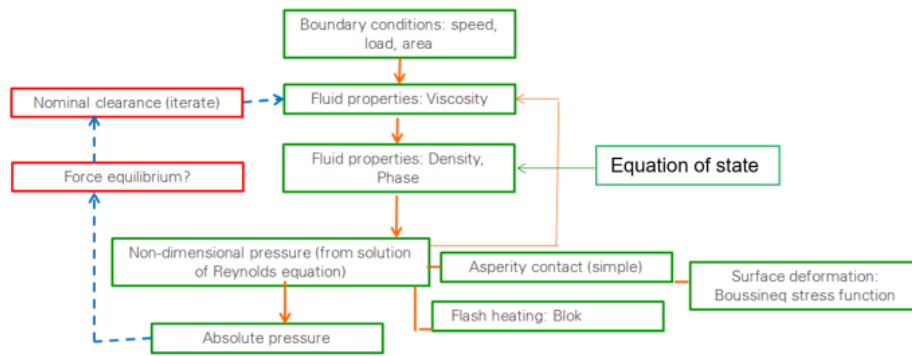 Boundary conditions: speed,
load, area
Nominal clearance (iterate)
Fluid properties: Viscosity
Force equilibrium?
Fluid properties: Density,
Phase
Equation of state
Non-dimensional pressure (from solution
of Reynolds equation)
Asperity contact (simple)
Surface deformation:
Boussineq stress function
Flash heating: Blok
Absolute pressure